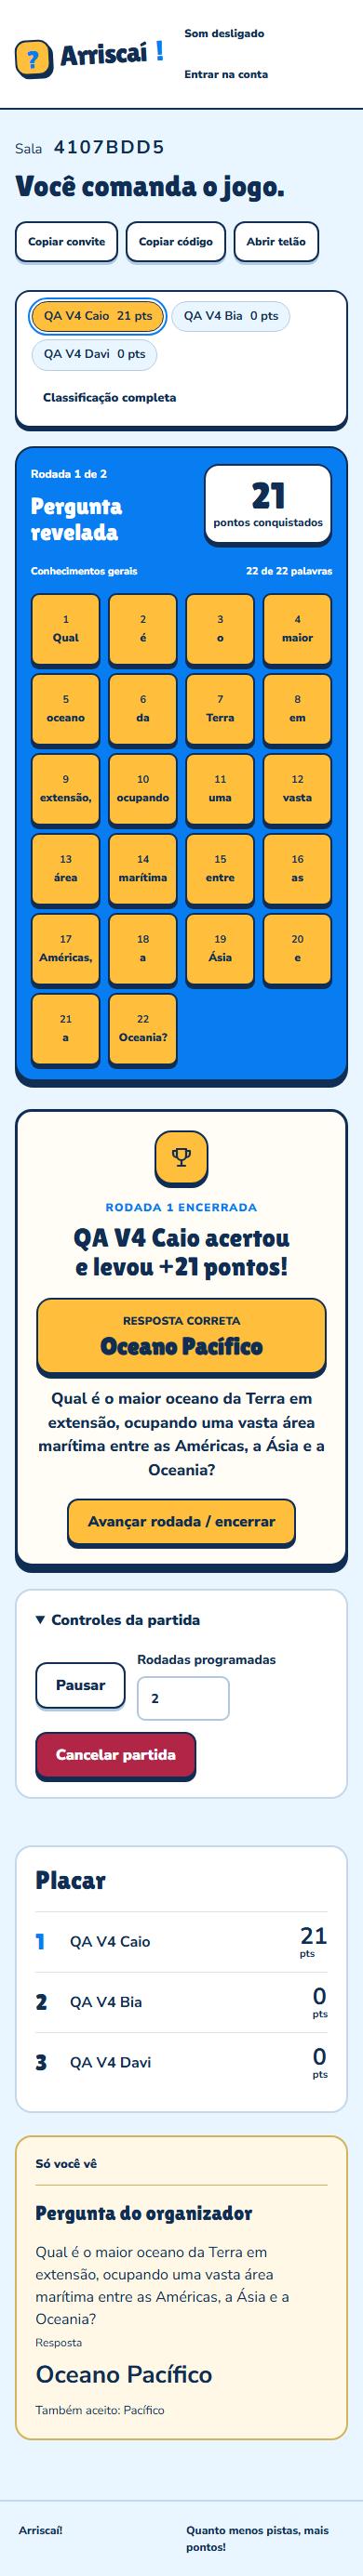 ? Arriscaí !
Som desligado
Entrar na conta
Sala 4107BDD5
Você comanda o jogo.
Copiar convite
Copiar código
Abrir telão
QA V4 Caio 21 pts
QA V4 Bia 0 pts
QA V4 Davi 0 pts
Classificação completa
Rodada 1 de 2
Pergunta
revelada
21
pontos conquistados
Conhecimentos gerais
22 de 22 palavras
1 2 3 4
Qual é o maior
5 6 7 8
oceano da Terra em
9 10 11 12
extensão, ocupando uma vasta
13 14 15 16
área marítima entre as
17 18 19 20
Américas, a Ásia e
21 22
a Oceania?
RODADA 1 ENCERRADA
QA V4 Caio acertou
e levou +21 pontos!
RESPOSTA CORRETA
Oceano Pacífico
Qual é o maior oceano da Terra em
extensão, ocupando uma vasta área
marítima entre as Américas, a Ásia e a
Oceania?
Avançar rodada / encerrar
▼ Controles da partida
Pausar
Rodadas programadas
2
Cancelar partida
Placar
1 QA V4 Caio 21
pts
2 QA V4 Bia 0
pts
3 QA V4 Davi 0
pts
Só você vê
Pergunta do organizador
Qual é o maior oceano da Terra em
extensão, ocupando uma vasta área
marítima entre as Américas, a Ásia e a
Oceania?
Resposta
Oceano Pacífico
Também aceito: Pacífico
Arriscaí!
Quanto menos pistas, mais
pontos!